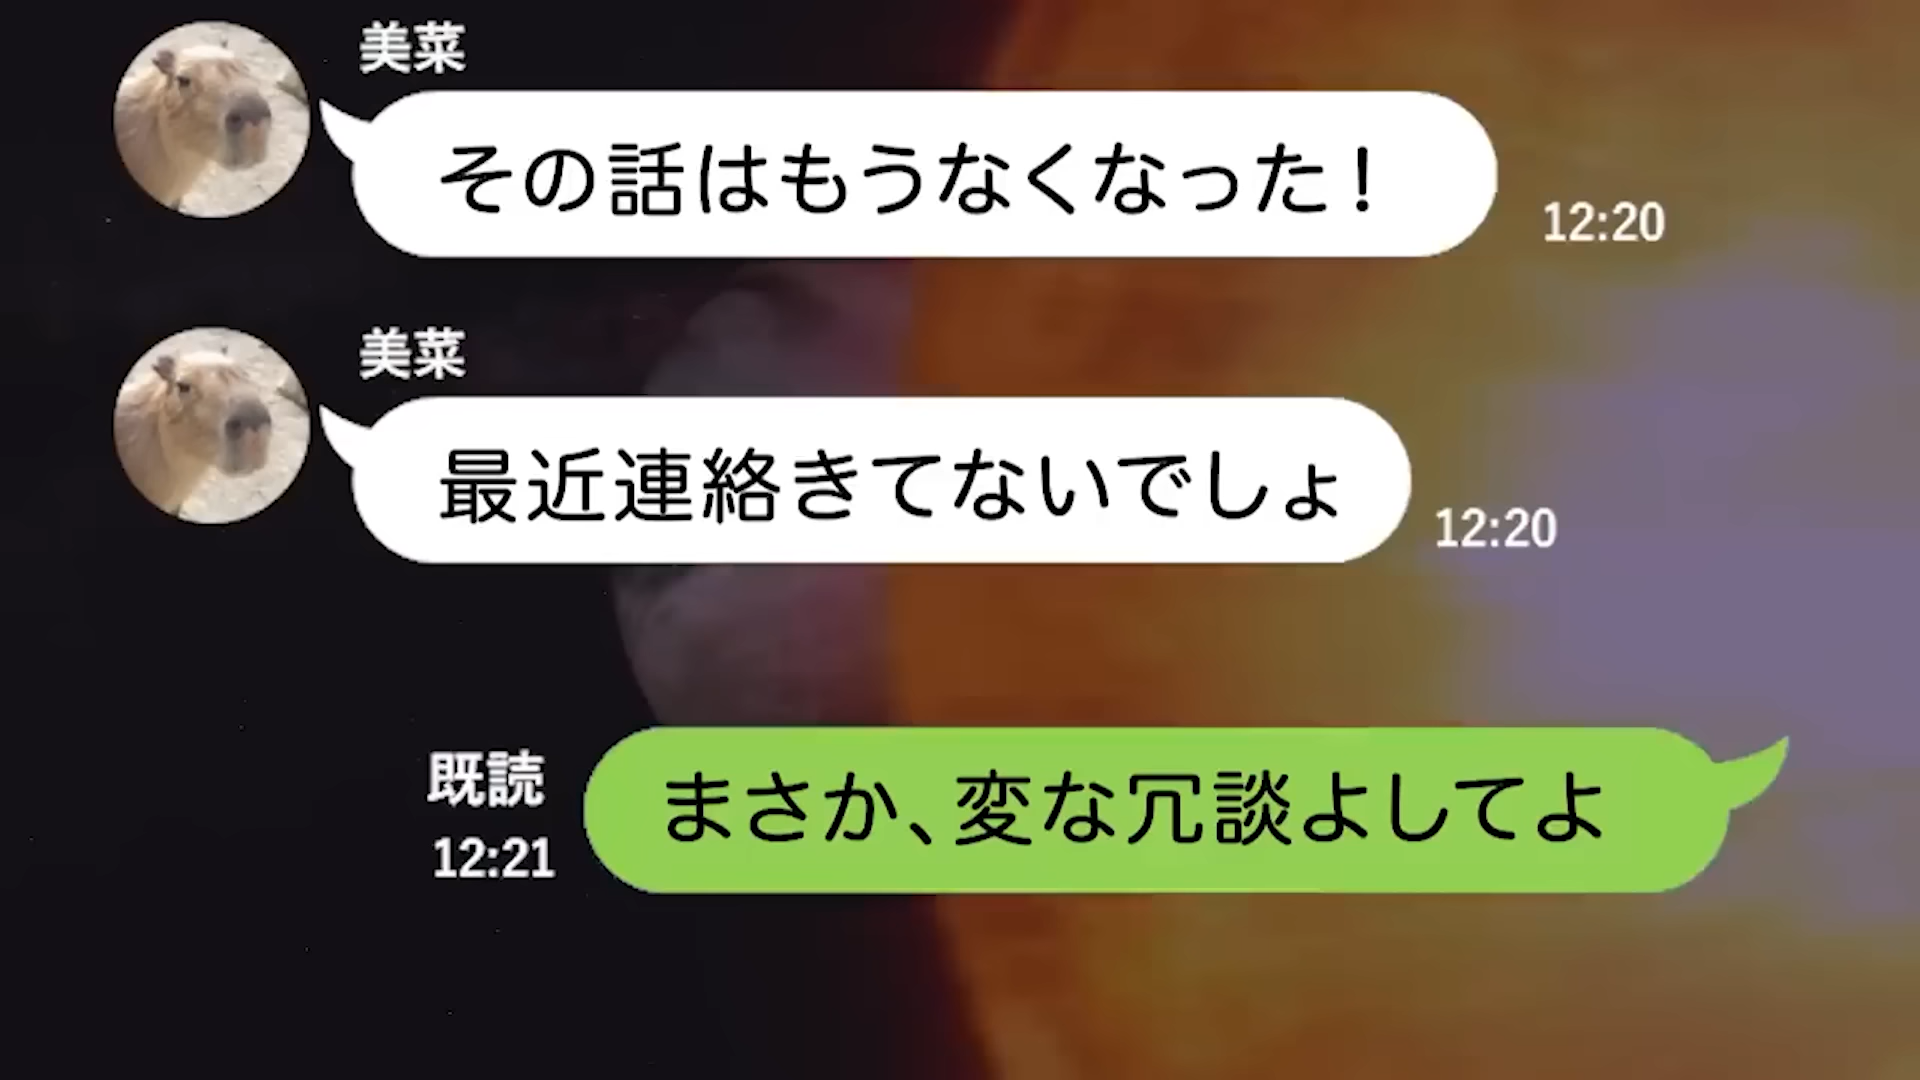 美菜
その話はもうなくなった！
12:20
美菜
最近連絡きてないでしょ
12:20
既読
12:21
まさか、変な冗談よしてよ